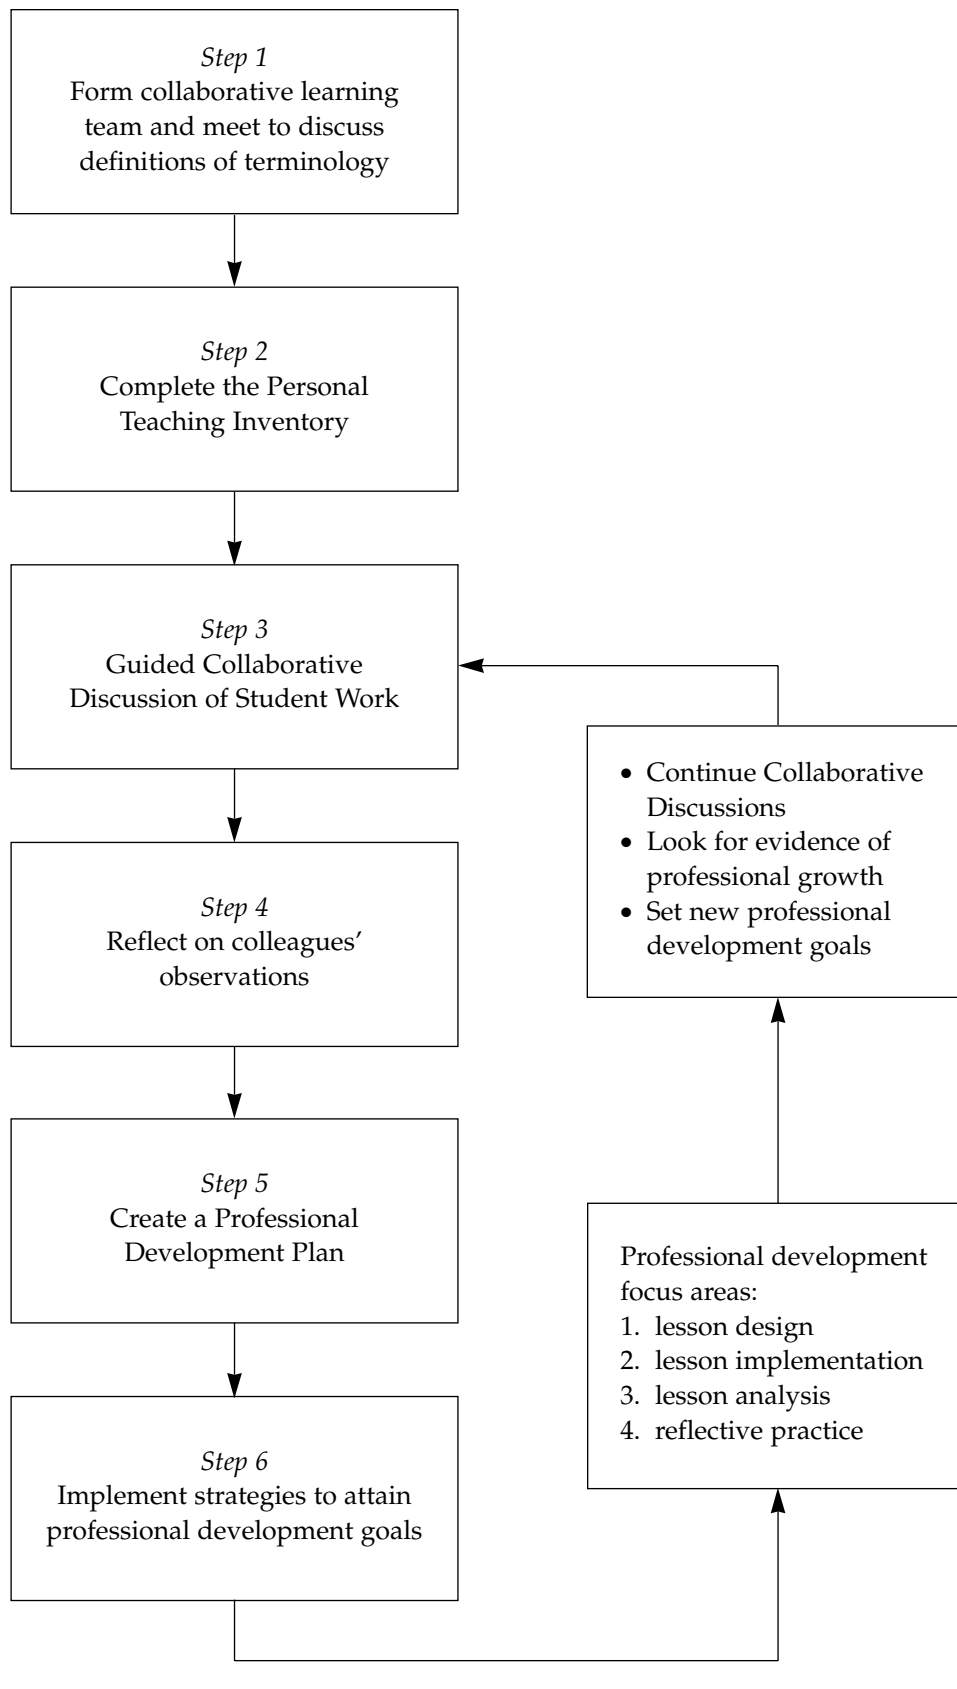 Step 1
Form collaborative learning
team and meet to discuss
definitions of terminology
Step 2
Complete the Personal
Teaching Inventory
Step 3
Guided Collaborative
Discussion of Student Work
Step 4
Reflect on colleagues’
observations
Step 5
Create a Professional
Development Plan
Step 6
Implement strategies to attain
professional development goals
• Continue Collaborative
Discussions
• Look for evidence of
professional growth
• Set new professional
development goals
Professional development
focus areas:
1. lesson design
2. lesson implementation
3. lesson analysis
4. reflective practice